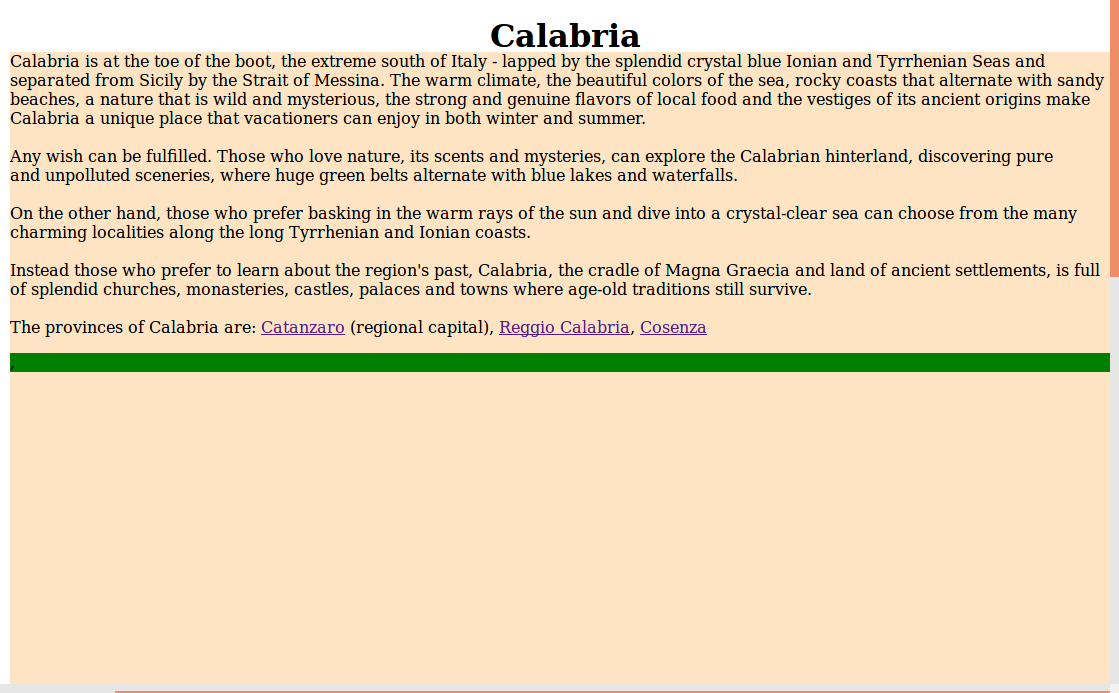 Calabria
Calabria is at the toe of the boot, the extreme south of Italy - lapped by the splendid crystal blue Ionian and Tyrrhenian Seas and
separated from Sicily by the Strait of Messina. The warm climate, the beautiful colors of the sea, rocky coasts that alternate with sandy
beaches, a nature that is wild and mysterious, the strong and genuine flavors of local food and the vestiges of its ancient origins make
Calabria a unique place that vacationers can enjoy in both winter and summer.
Any wish can be fulfilled. Those who love nature, its scents and mysteries, can explore the Calabrian hinterland, discovering pure
and unpolluted sceneries, where huge green belts alternate with blue lakes and waterfalls.
On the other hand, those who prefer basking in the warm rays of the sun and dive into a crystal-clear sea can choose from the many
charming localities along the long Tyrrhenian and Ionian coasts.
Instead those who prefer to learn about the region's past, Calabria, the cradle of Magna Graecia and land of ancient settlements, is full
of splendid churches, monasteries, castles, palaces and towns where age-old traditions still survive.
The provinces of Calabria are: Catanzaro (regional capital), Reggio Calabria, Cosenza
,